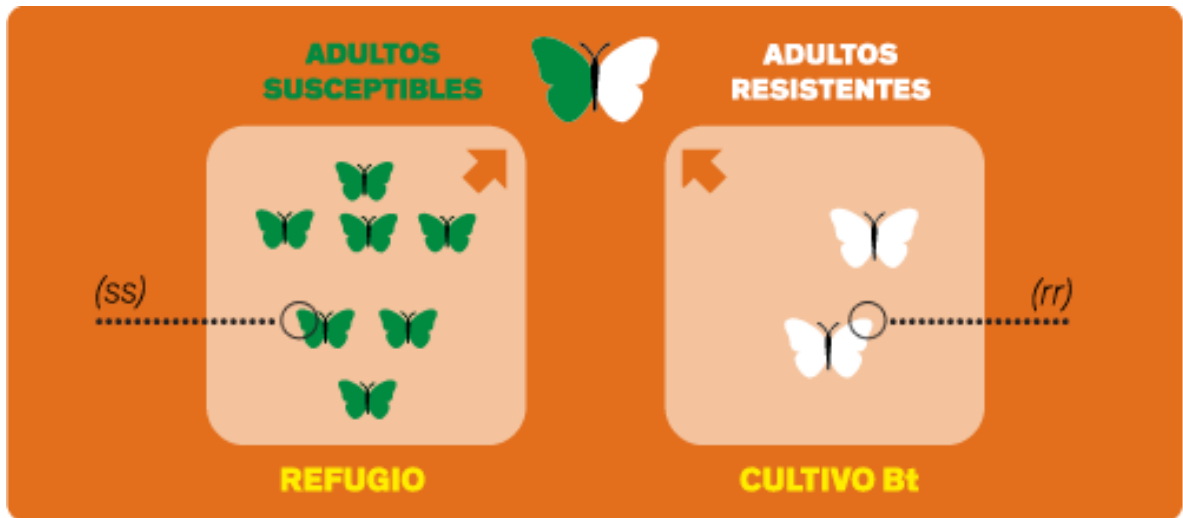 ADULTOS
SUSCEPTIBLES
ADULTOS
RESISTENTES
(ss)
(rr)
REFUGIO
CULTIVO Bt